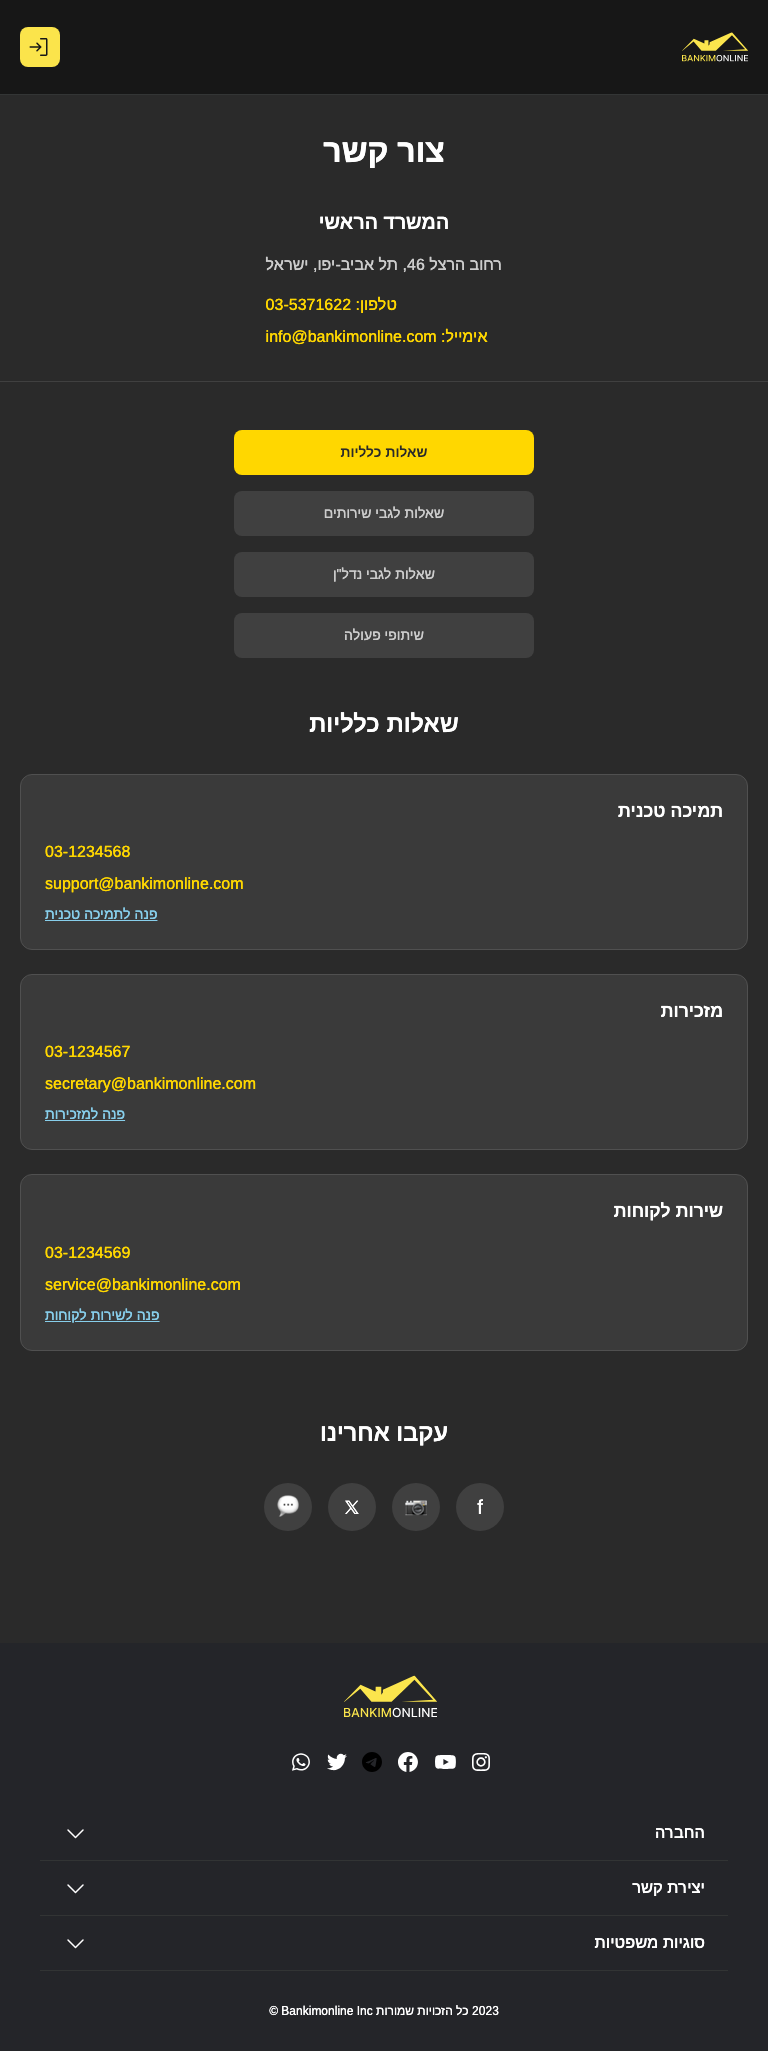 BANKIMONLINE
צור קשר
המשרד הראשי
רחוב הרצל 46, תל אביב-יפו, ישראל
טלפון: 03-5371622
אימייל: info@bankimonline.com
שאלות כלליות
שאלות לגבי שירותים
שאלות לגבי נדל"ן
שיתופי פעולה
שאלות כלליות
תמיכה טכנית
03-1234568
support@bankimonline.com
פנה לתמיכה טכנית
מזכירות
03-1234567
secretary@bankimonline.com
פנה למזכירות
שירות לקוחות
03-1234569
service@bankimonline.com
פנה לשירות לקוחות
עקבו אחרינו
f
𝕏
BANKIMONLINE
החברה
יצירת קשר
סוגיות משפטיות
2023 כל הזכויות שמורות Bankimonline Inc ©